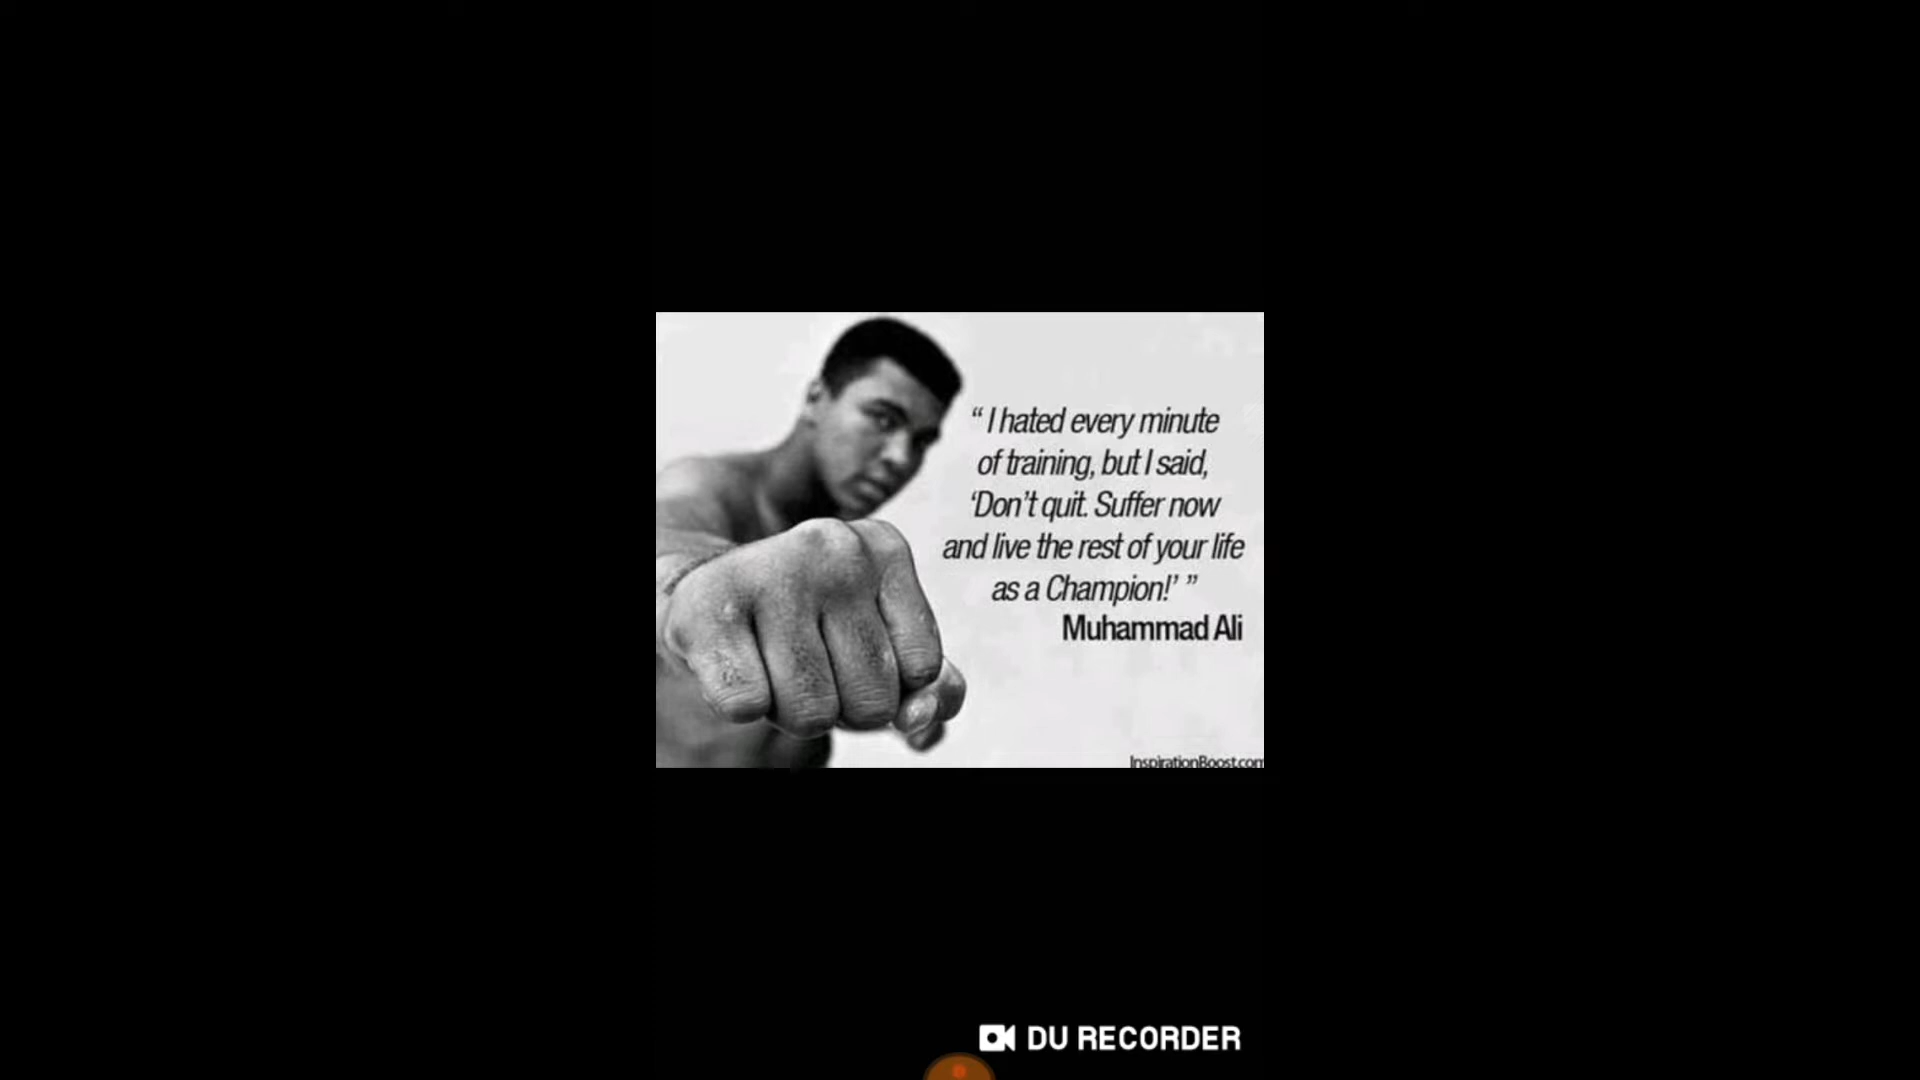 “ I hated every minute
of training, but I said,
‘Don’t quit. Suffer now
and live the rest of your life
as a Champion!’ ”
Muhammad Ali
InspirationBoost.com
DU RECORDER